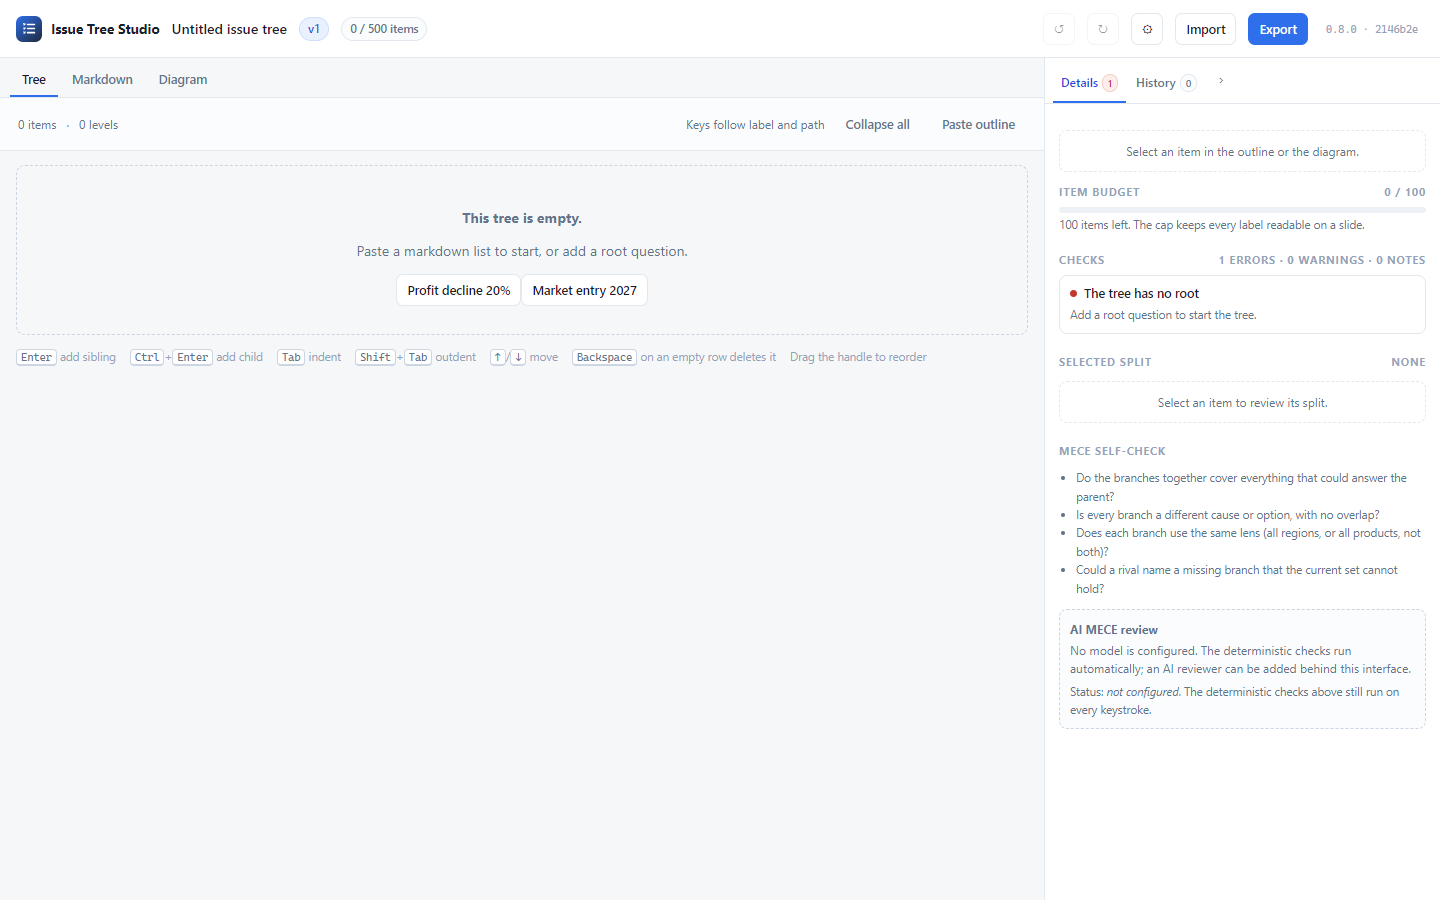 Issue Tree Studio Untitled issue tree v1 0 / 500 items
Import Export 0.8.0 · 2146b2e
Tree Markdown Diagram
Details 1 History 0
0 items · 0 levels
Keys follow label and path Collapse all Paste outline
This tree is empty.
Paste a markdown list to start, or add a root question.
Profit decline 20% Market entry 2027
Enter add sibling Ctrl+Enter add child Tab indent Shift+Tab outdent ↑/↓ move Backspace on an empty row deletes it Drag the handle to reorder
Select an item in the outline or the diagram.
ITEM BUDGET 0 / 100
100 items left. The cap keeps every label readable on a slide.
CHECKS 1 ERRORS · 0 WARNINGS · 0 NOTES
The tree has no root
Add a root question to start the tree.
SELECTED SPLIT NONE
Select an item to review its split.
MECE SELF-CHECK
• Do the branches together cover everything that could answer the
parent?
• Is every branch a different cause or option, with no overlap?
• Does each branch use the same lens (all regions, or all products, not
both)?
• Could a rival name a missing branch that the current set cannot
hold?
AI MECE review
No model is configured. The deterministic checks run
automatically; an AI reviewer can be added behind this interface.
Status: not configured. The deterministic checks above still run on
every keystroke.